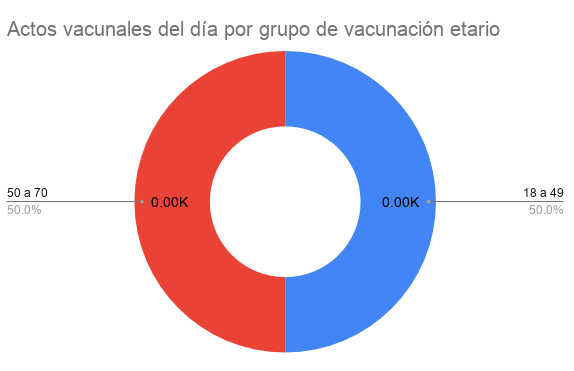 Actos vacunales del día por grupo de vacunación etario
50 a 70
50.0%
0.00K
0.00K
18 a 49
50.0%